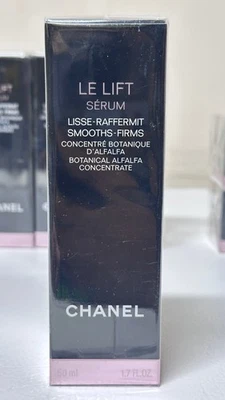 LE LIFT
SÉRUM
LISSE-RAFFERMIT
SMOOTHS-FIRMS
CONCENTRÉ BOTANIQUE
D'ALFALFA
BOTANICAL ALFALFA
CONCENTRATE
CHANEL
50 ml 1.7 FL. OZ.
ANEL